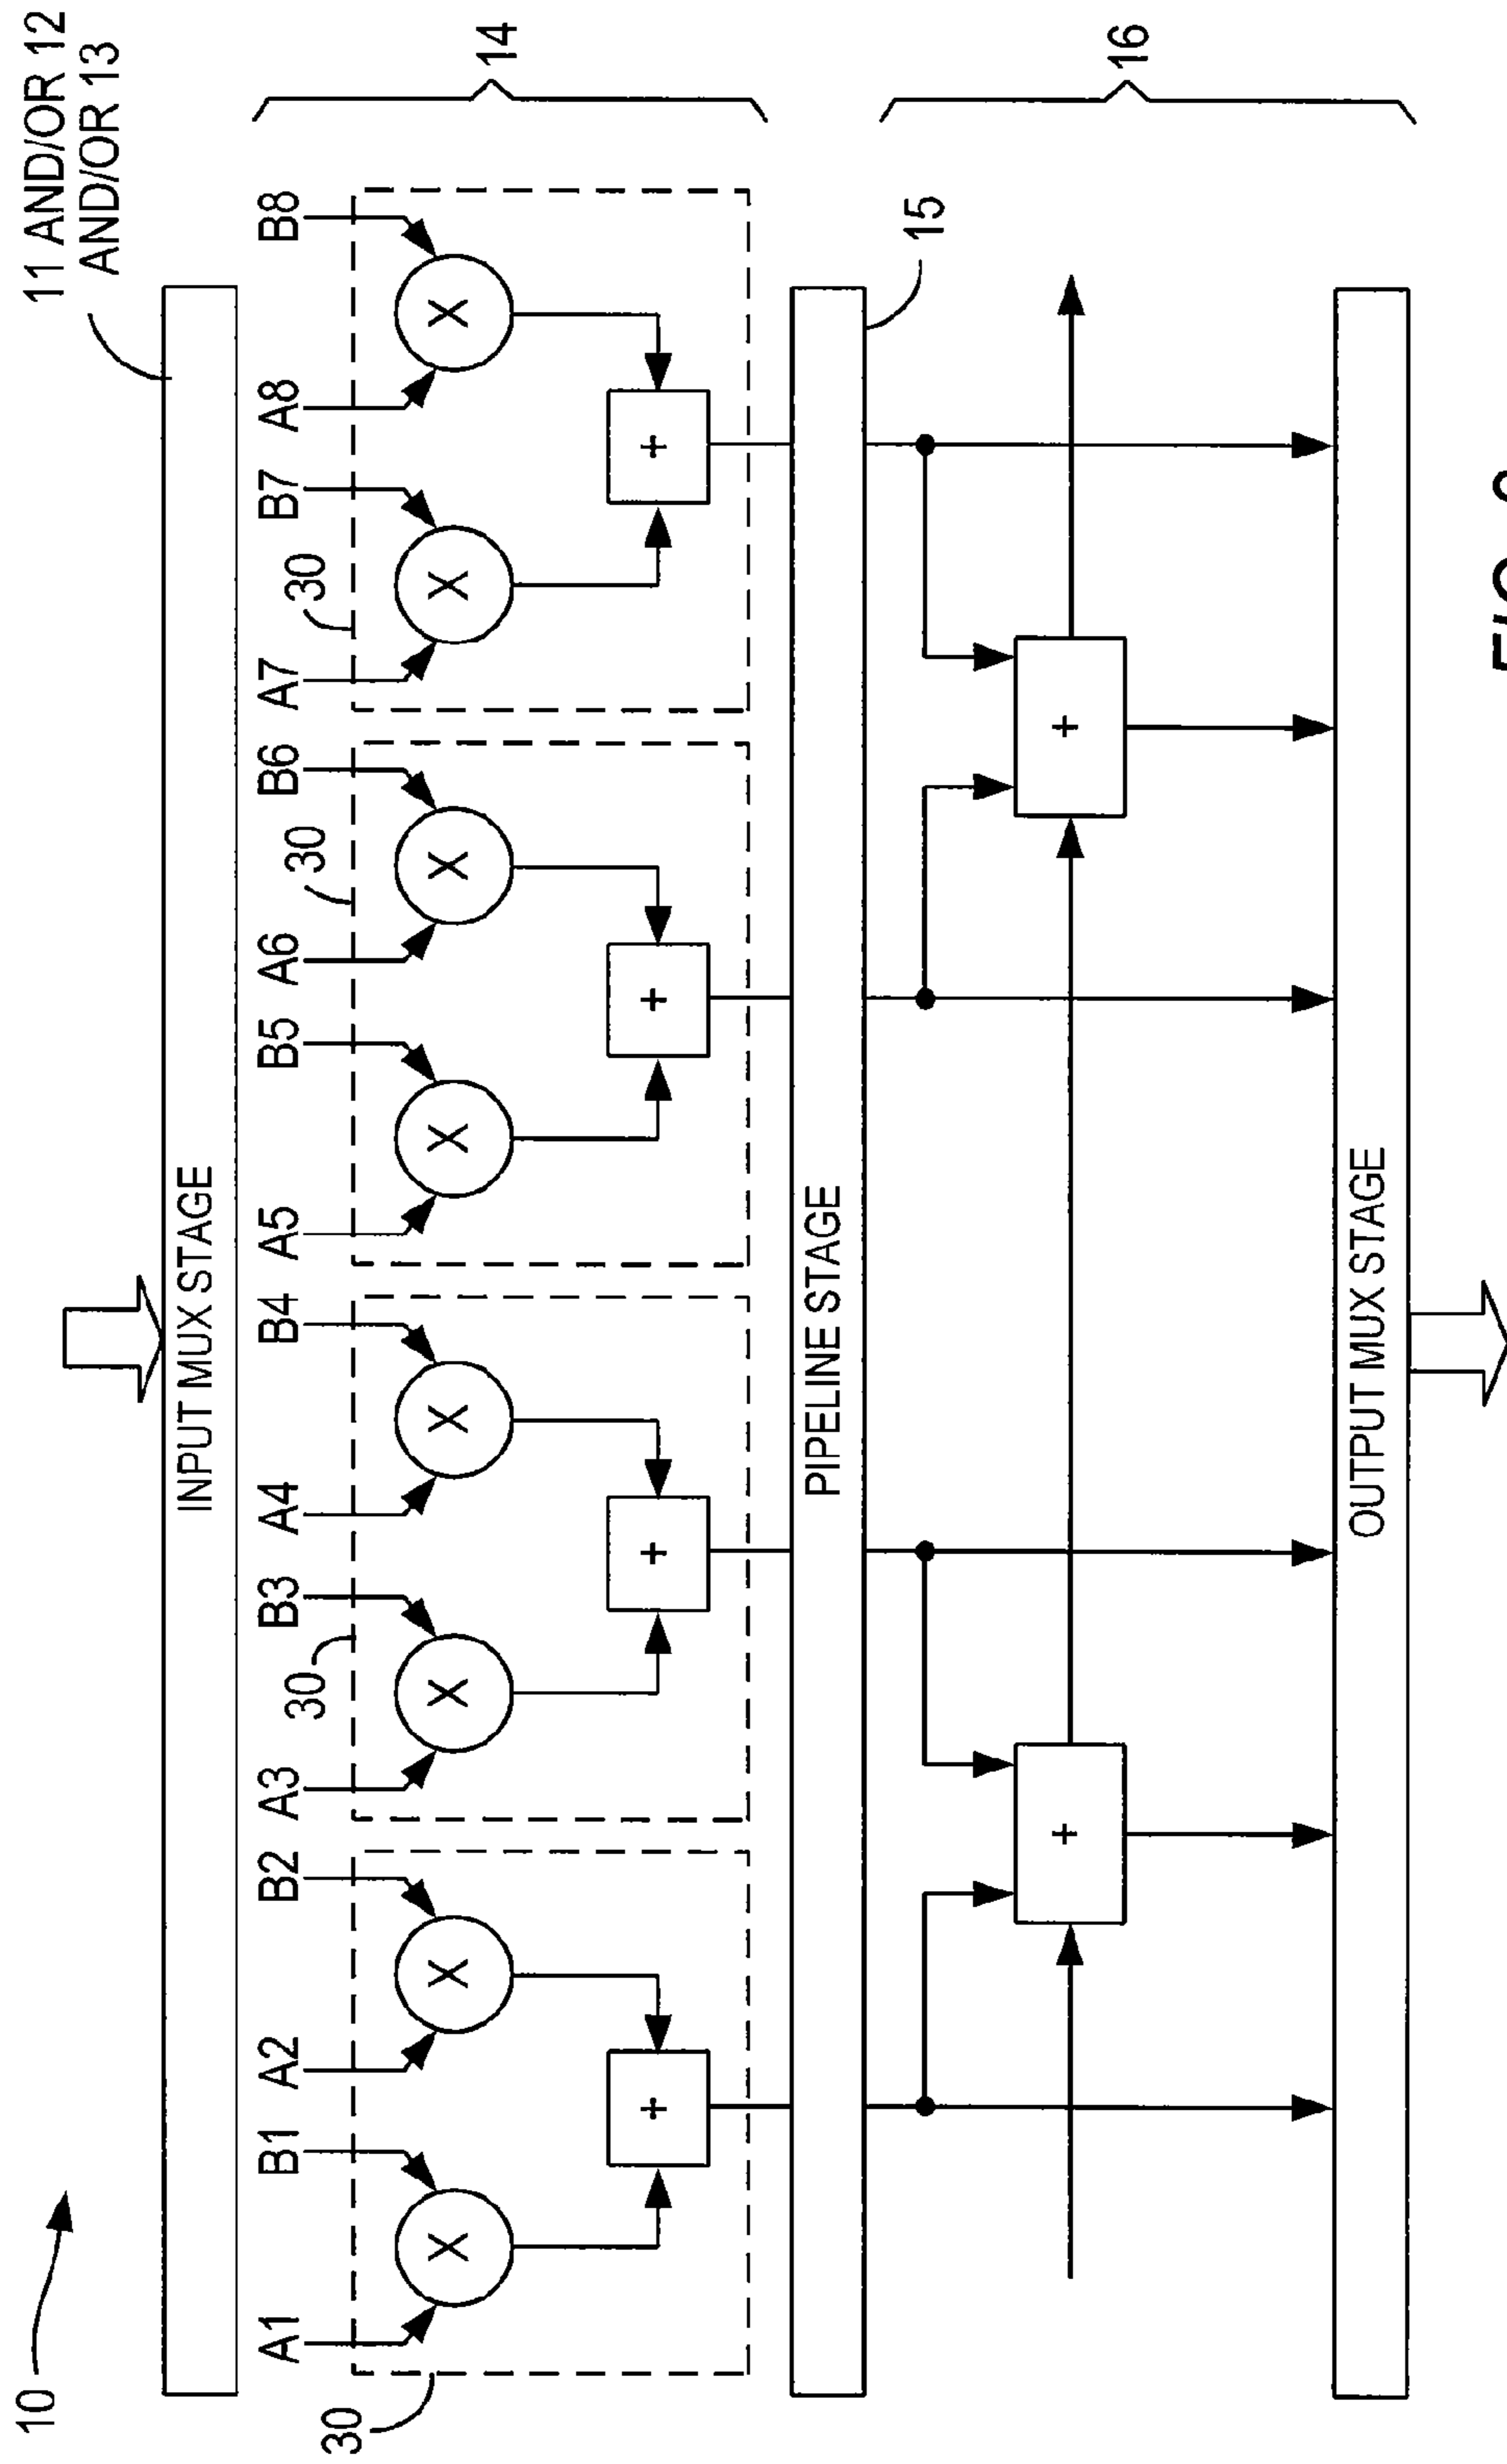 10
11 AND/OR 12
AND/OR 13
INPUT MUX STAGE
A1 B1 A2 B2 A3 B3 A4 B4 A5 B5 A6 B6 A7 B7 A8 B8
30 30 30 30
X X X X X X X X
+ + + +
14
PIPELINE STAGE
15
+ +
16
OUTPUT MUX STAGE